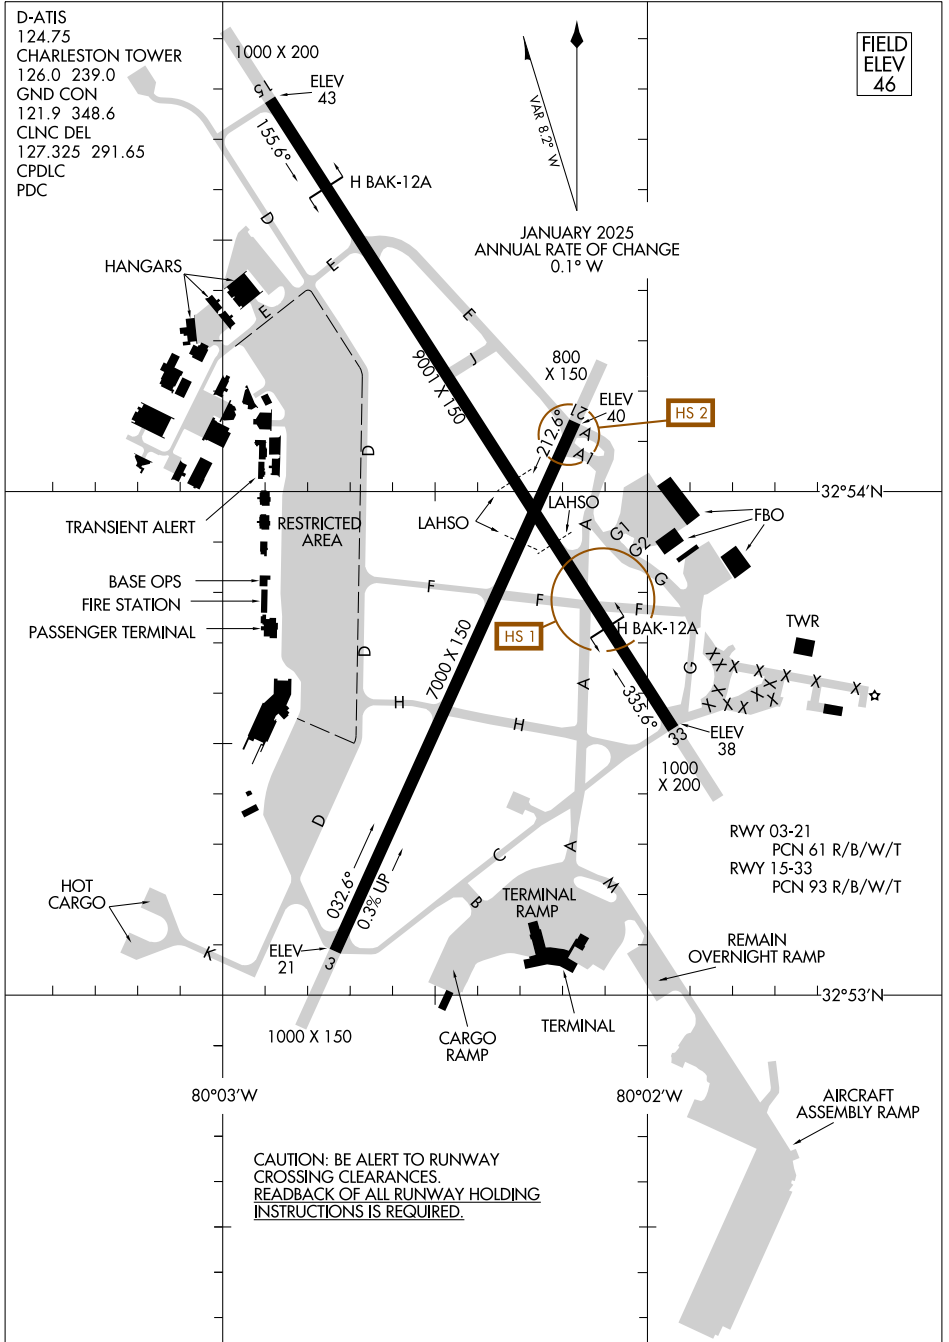 D-ATIS
124.75
CHARLESTON TOWER
126.0 239.0
GND CON
121.9 348.6
CLNC DEL
127.325 291.65
CPDLC
PDC
FIELD
ELEV
46
1000 X 200
15
ELEV
43
155.6°
H BAK-12A
VAR 8.2° W
JANUARY 2025
ANNUAL RATE OF CHANGE
0.1° W
D
E
HANGARS
E
E
J
9001 X 150
800
X 150
21
ELEV
40
HS 2
212.6°
A
A1
D
32°54'N
LAHSO
LAHSO
TRANSIENT ALERT
RESTRICTED
AREA
A
G1
G2
G
FBO
BASE OPS
FIRE STATION
PASSENGER TERMINAL
F
F
F
HS 1
H BAK-12A
TWR
D
7000 X 150
A
G
335.6°
X X X X X X
X X X X X X X
H
H
33
ELEV
38
1000
X 200
D
RWY 03-21
PCN 61 R/B/W/T
RWY 15-33
PCN 93 R/B/W/T
C
A
M
B
032.6°
0.3% UP
HOT
CARGO
K
ELEV
21
3
TERMINAL
RAMP
REMAIN
OVERNIGHT RAMP
32°53'N
1000 X 150
CARGO
RAMP
TERMINAL
80°03'W
80°02'W
AIRCRAFT
ASSEMBLY RAMP
CAUTION: BE ALERT TO RUNWAY
CROSSING CLEARANCES.
READBACK OF ALL RUNWAY HOLDING
INSTRUCTIONS IS REQUIRED.